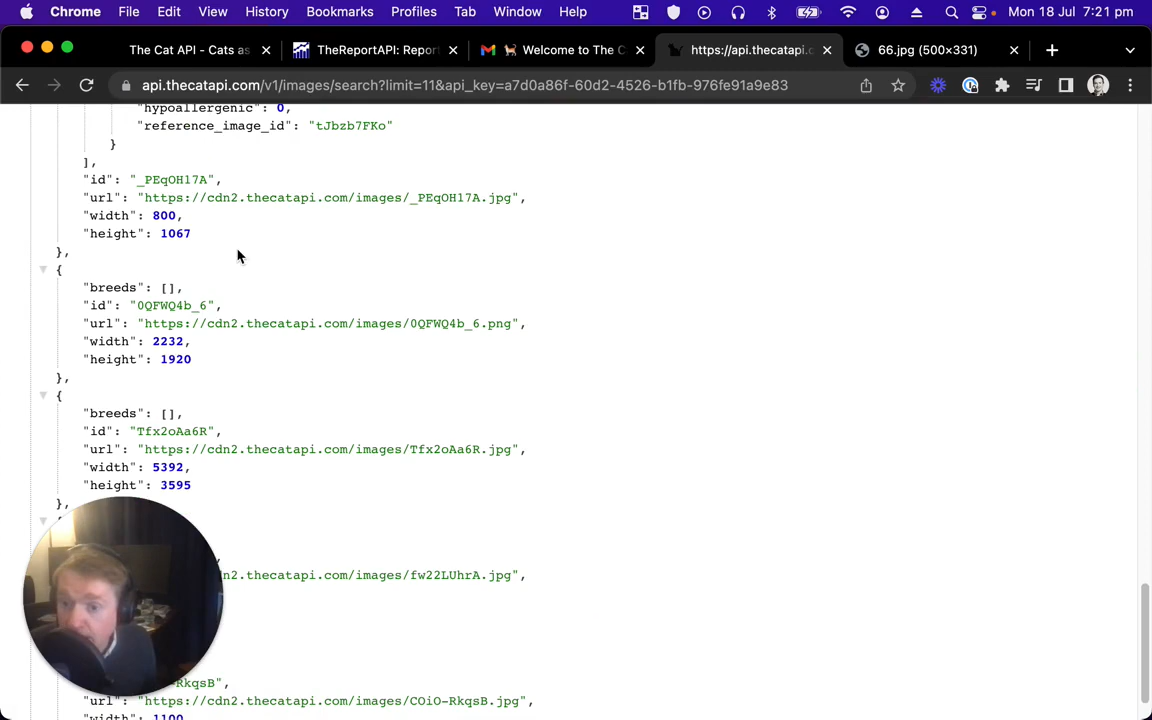 Chrome File Edit View History Bookmarks Profiles Tab Window Help Mon 18 Jul 7:21 pm
The Cat API - Cats as TheReportAPI: Report Welcome to The C https://api.thecatapi. 66.jpg (500×331)
api.thecatapi.com/v1/images/search?limit=11&api_key=a7d0a86f-60d2-4526-b1fb-976fe91a9e83
"hypoallergenic": 0,
"reference_image_id": "tJbzb7FKo"
}
],
"id": "_PEqOH17A",
"url": "https://cdn2.thecatapi.com/images/_PEqOH17A.jpg",
"width": 800,
"height": 1067
},
{
"breeds": [],
"id": "0QFWQ4b_6",
"url": "https://cdn2.thecatapi.com/images/0QFWQ4b_6.png",
"width": 2232,
"height": 1920
},
{
"breeds": [],
"id": "Tfx2oAa6R",
"url": "https://cdn2.thecatapi.com/images/Tfx2oAa6R.jpg",
"width": 5392,
"height": 3595
},
n2.thecatapi.com/images/fw22LUhrA.jpg",
-RkqsB",
"url": "https://cdn2.thecatapi.com/images/COiO-RkqsB.jpg",
"width": 1100